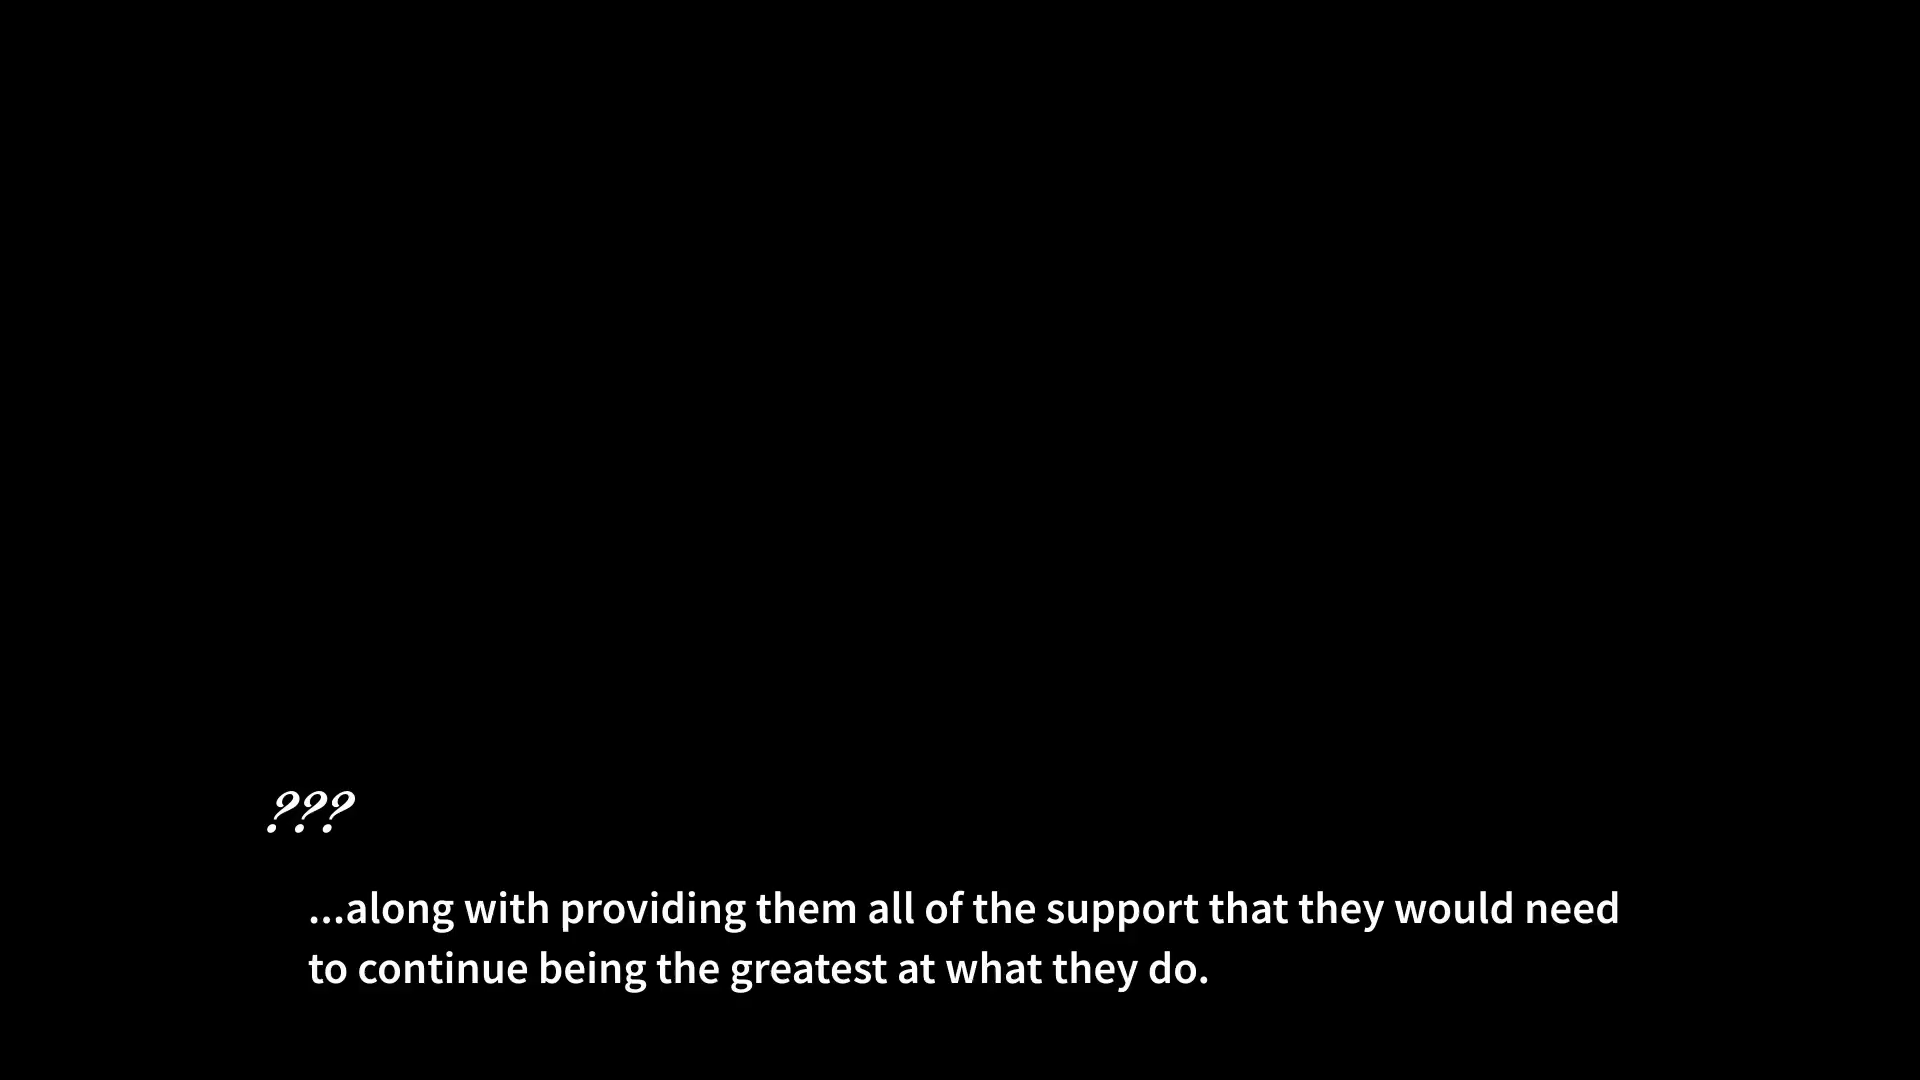 ???
...along with providing them all of the support that they would need
to continue being the greatest at what they do.